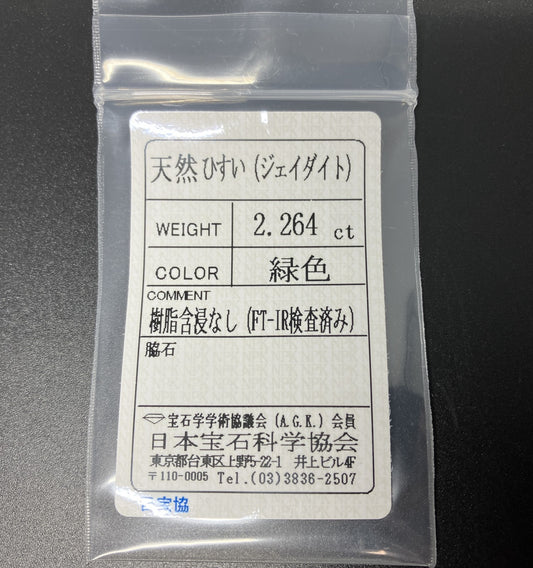 天然ひすい(ジェイダイト)
WEIGHT 2.264 ct
COLOR 緑色
COMMENT
樹脂含浸なし(FT-IR検査済み)
脇石
宝石学学術協議会(A.G.K.)会員
日本宝石科学協会
東京都台東区上野5-22-1 井上ビル4F
〒110-0005 Tel.(03)3836-2507
日宝協